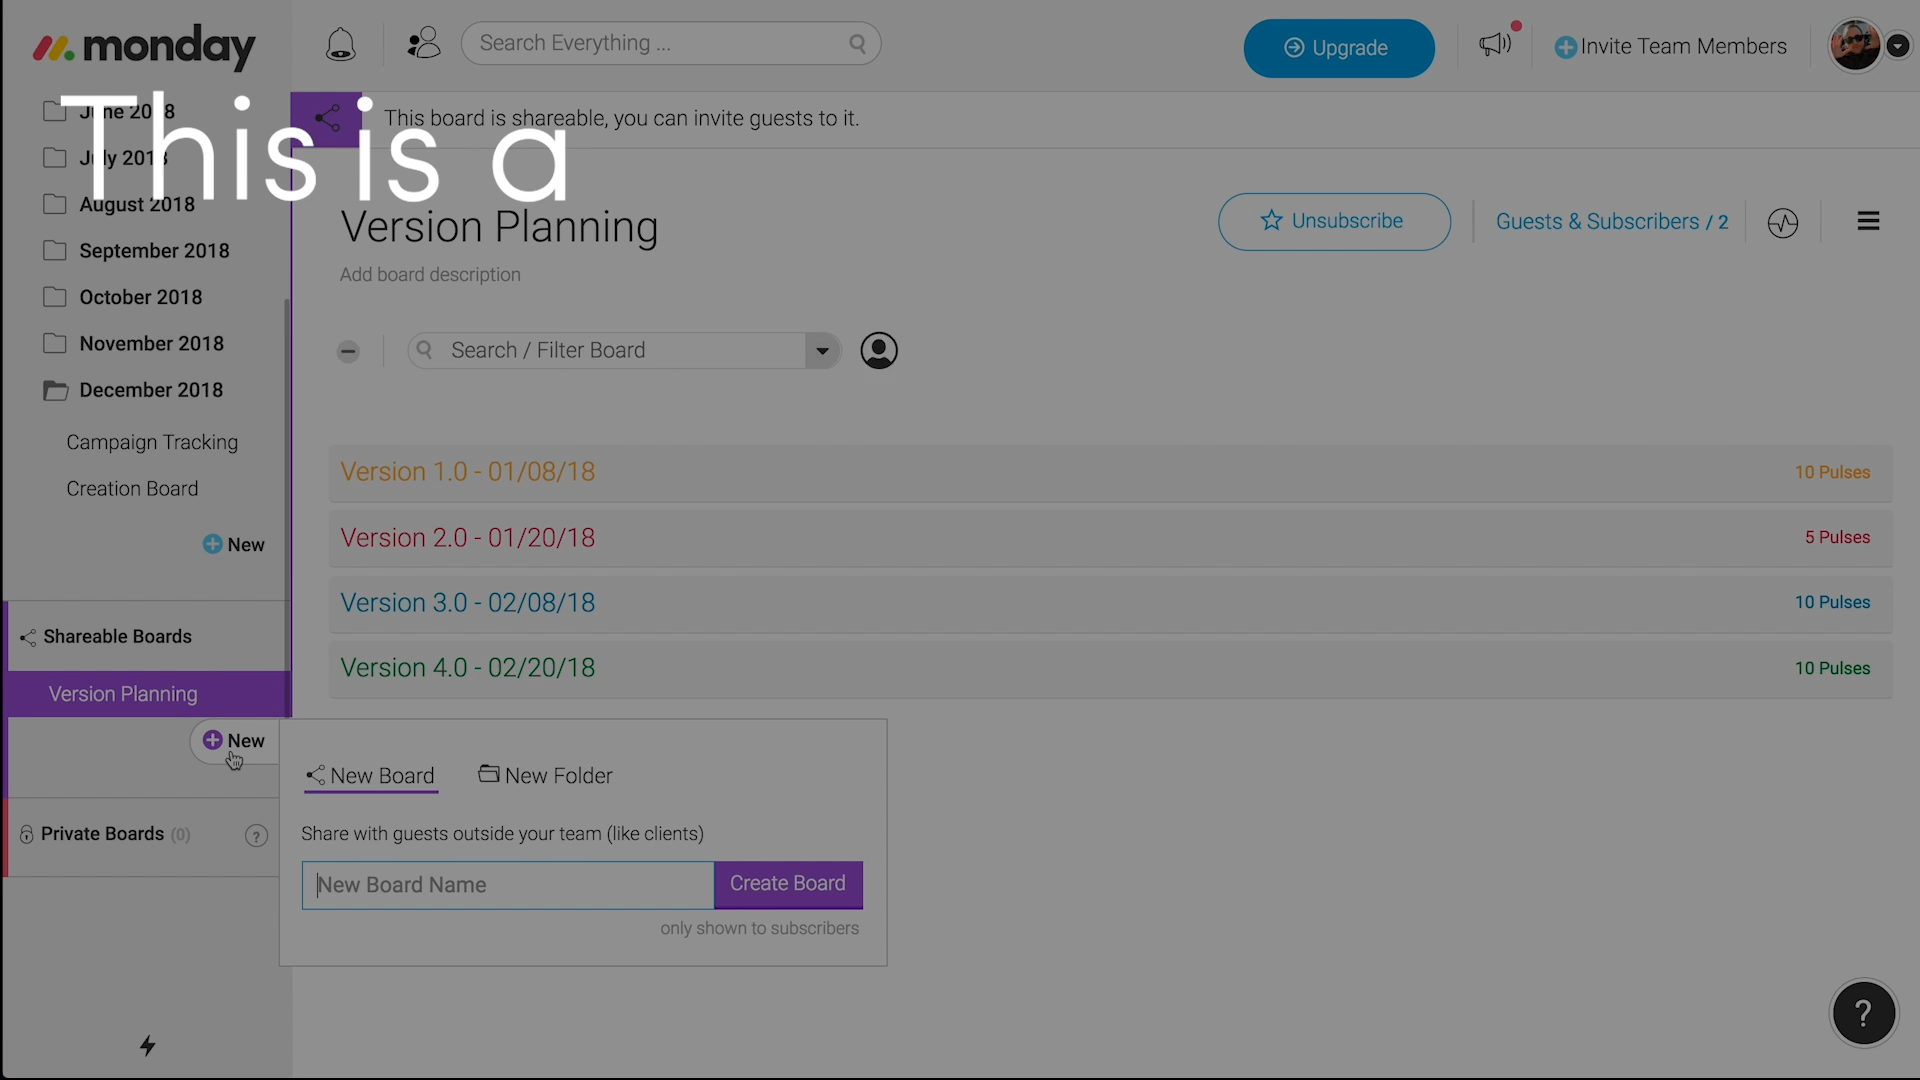 monday
Search Everything ...
Upgrade
Invite Team Members
This is a
June 2018
July 2018
August 2018
September 2018
October 2018
November 2018
December 2018
Campaign Tracking
Creation Board
New
Shareable Boards
Version Planning
New
Private Boards (0)
?
This board is shareable, you can invite guests to it.
Version Planning
Add board description
Unsubscribe
Guests & Subscribers / 2
Search / Filter Board
Version 1.0 - 01/08/18
10 Pulses
Version 2.0 - 01/20/18
5 Pulses
Version 3.0 - 02/08/18
10 Pulses
Version 4.0 - 02/20/18
10 Pulses
New Board
New Folder
Share with guests outside your team (like clients)
New Board Name
Create Board
only shown to subscribers
?